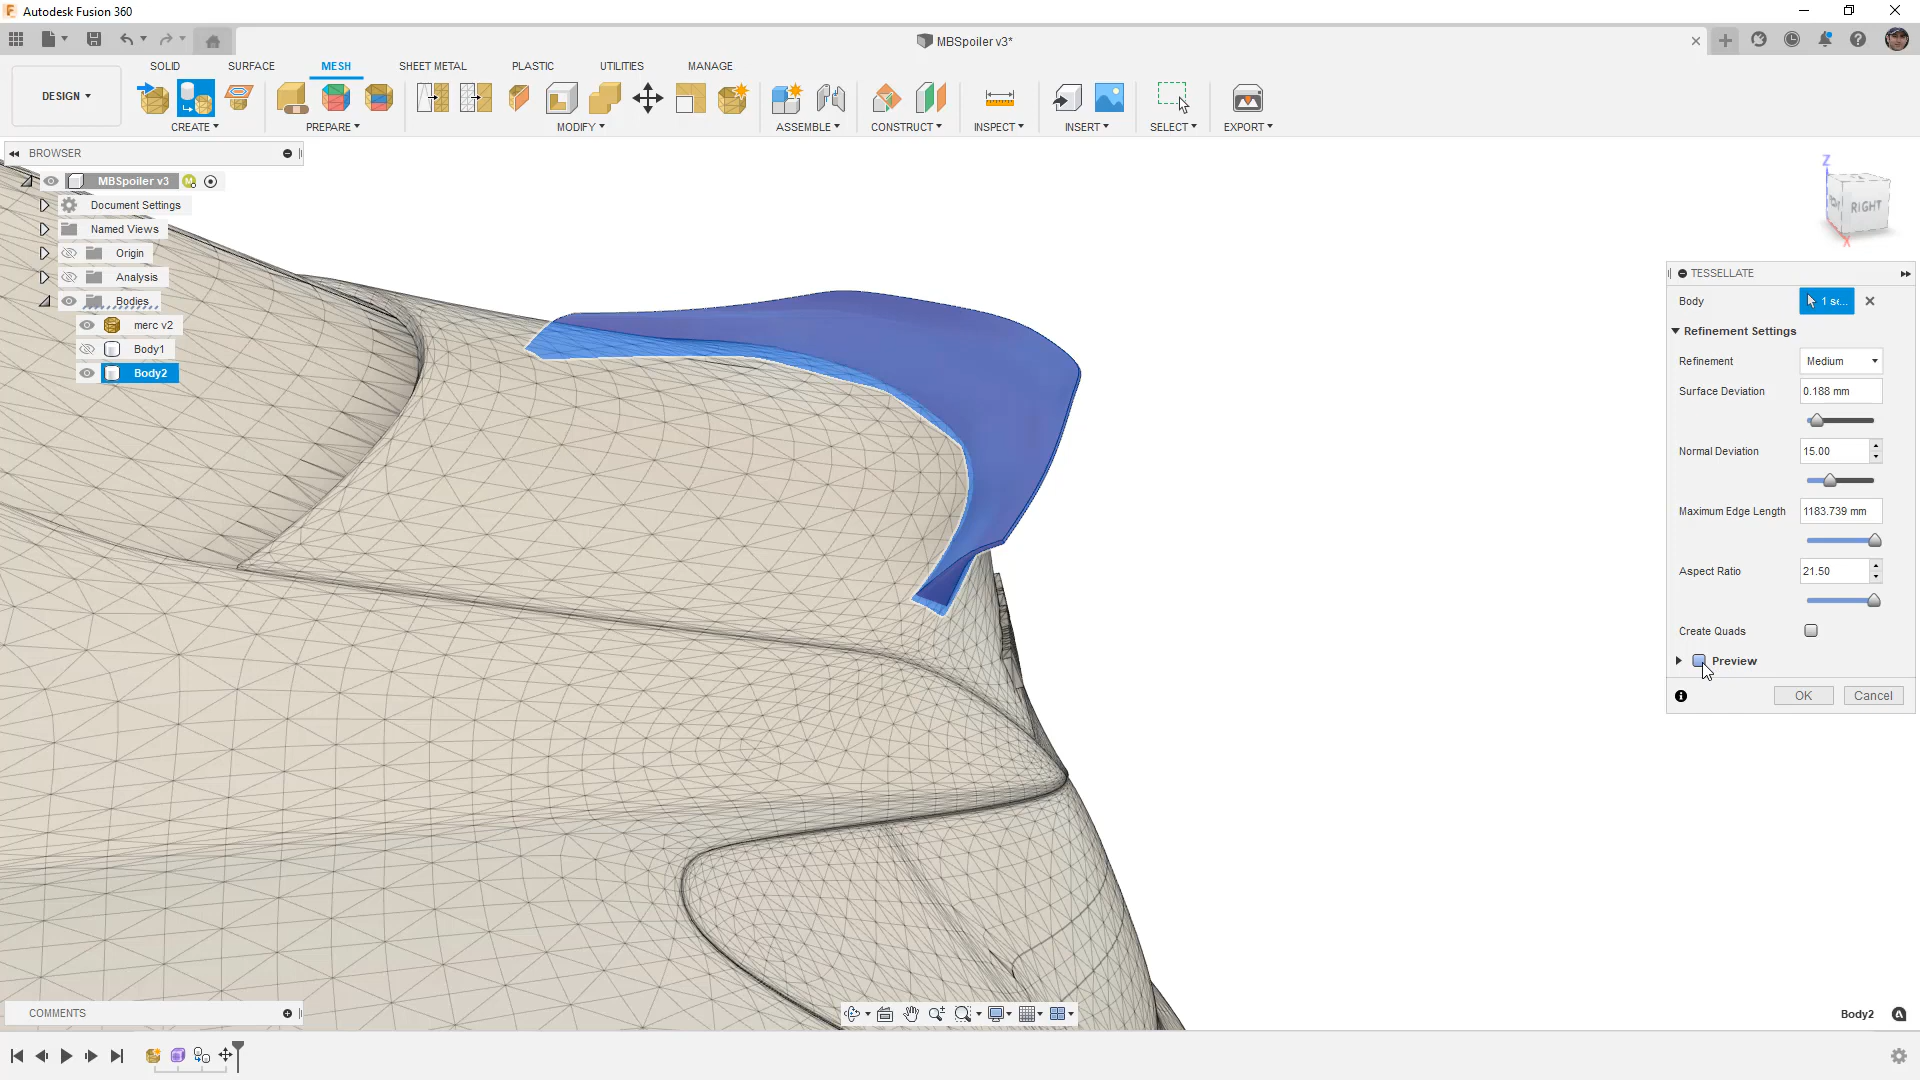 Autodesk Fusion 360
MBSpoiler v3*
SOLID SURFACE MESH SHEET METAL PLASTIC UTILITIES MANAGE
DESIGN
CREATE PREPARE MODIFY ASSEMBLE CONSTRUCT INSPECT INSERT SELECT EXPORT
BROWSER
MBSpoiler v3
Document Settings
Named Views
Origin
Analysis
Bodies
merc v2
Body1
Body2
Z
RIGHT
X
TESSELLATE
Body 1 se...
Refinement Settings
Refinement Medium
Surface Deviation 0.188 mm
Normal Deviation 15.00
Maximum Edge Length 1183.739 mm
Aspect Ratio 21.50
Create Quads
Preview
OK Cancel
COMMENTS
Body2